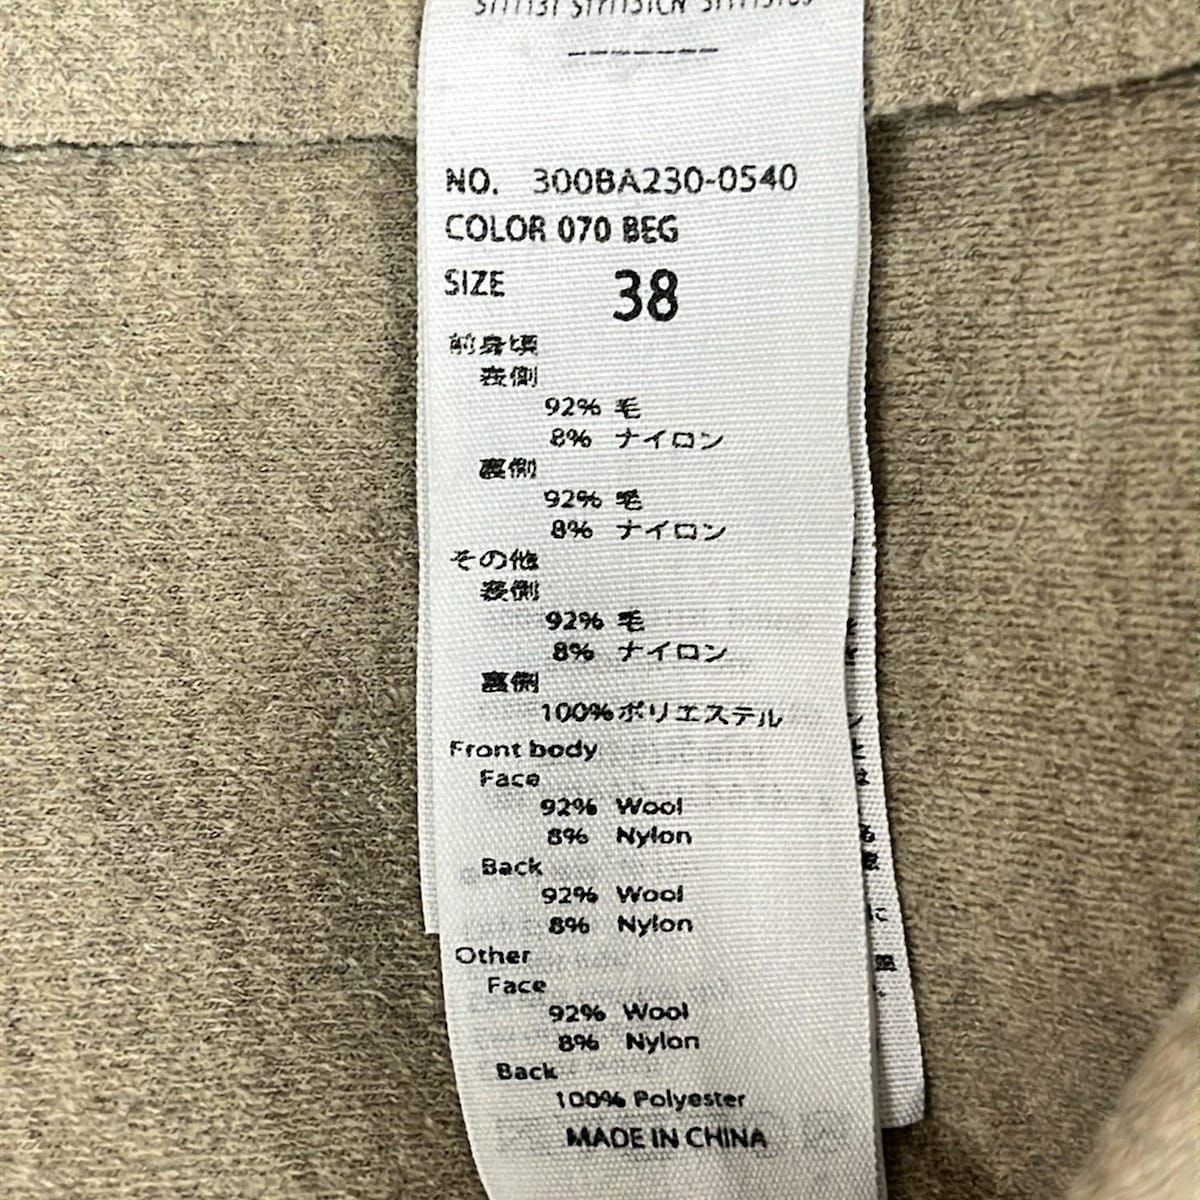 NO. 300BA230-0540
COLOR 070 BEG
SIZE 38
前身頃
表側
92% 毛
8% ナイロン
裏側
92% 毛
8% ナイロン
その他
表側
92% 毛
8% ナイロン
裏側
100% ポリエステル
Front body
Face
92% Wool
8% Nylon
Back
92% Wool
8% Nylon
Other
Face
92% Wool
8% Nylon
Back
100% Polyester
MADE IN CHINA